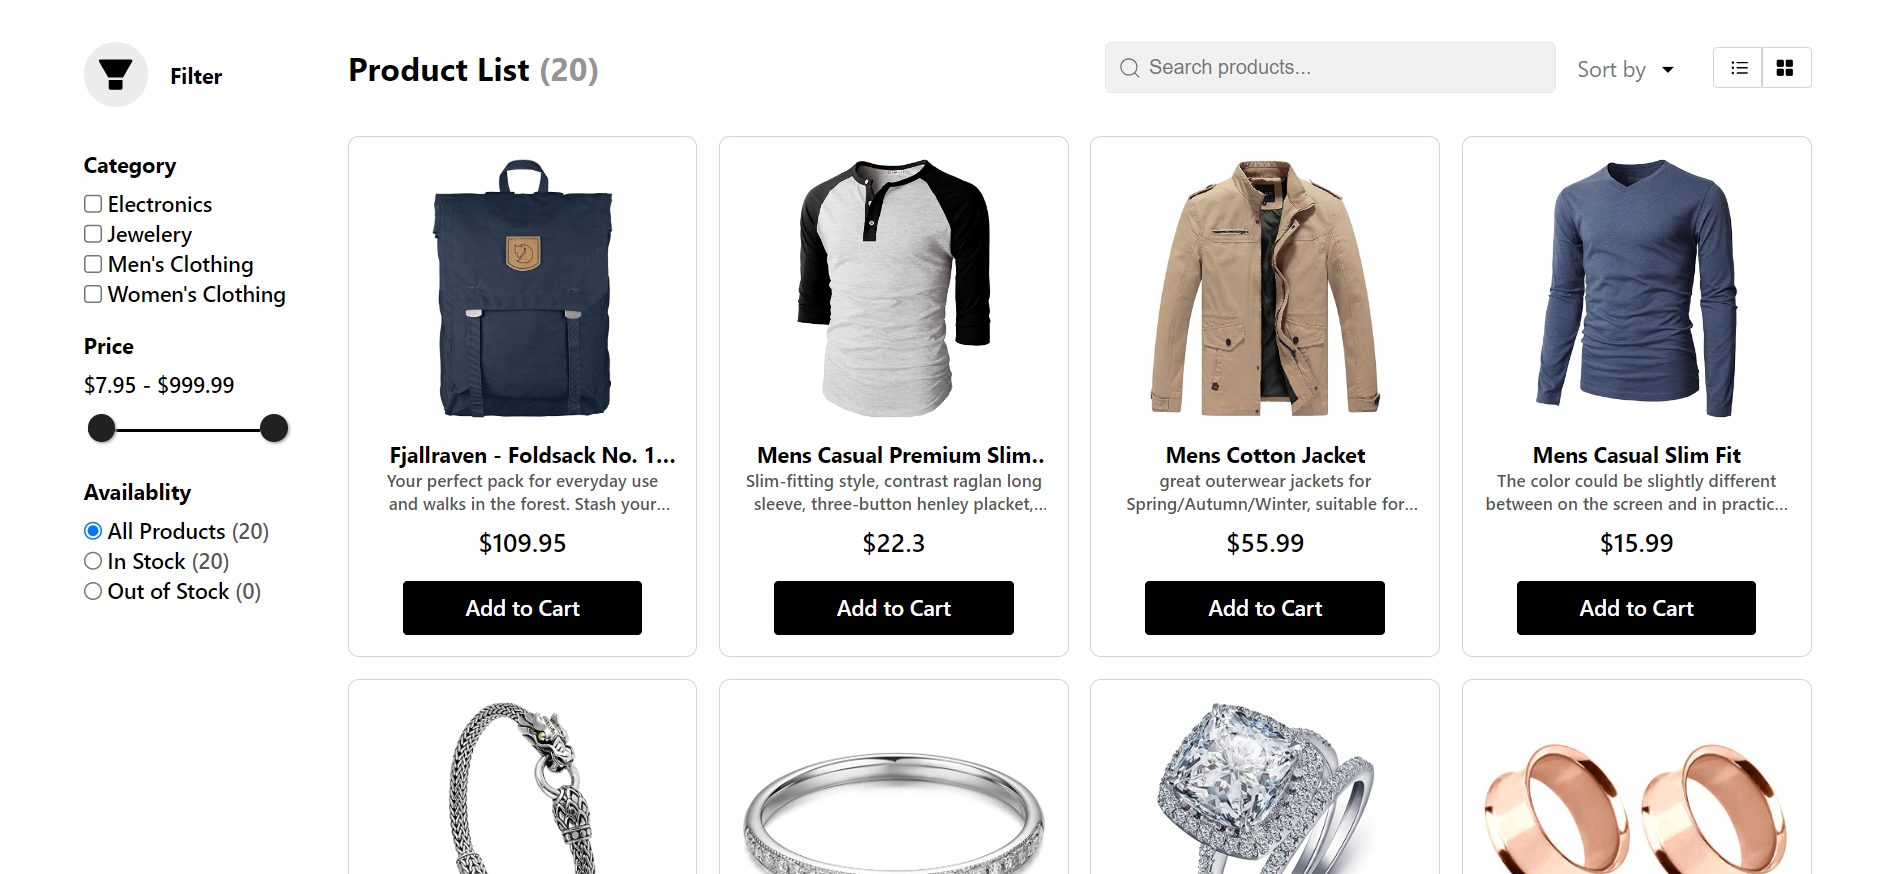 Filter
Product List (20)
Search products...
Sort by
Category
Electronics
Jewelery
Men's Clothing
Women's Clothing
Price
$7.95 - $999.99
Availablity
All Products (20)
In Stock (20)
Out of Stock (0)
Fjallraven - Foldsack No. 1...
Your perfect pack for everyday use
and walks in the forest. Stash your...
$109.95
Add to Cart
Mens Casual Premium Slim..
Slim-fitting style, contrast raglan long
sleeve, three-button henley placket,...
$22.3
Add to Cart
Mens Cotton Jacket
great outerwear jackets for
Spring/Autumn/Winter, suitable for...
$55.99
Add to Cart
Mens Casual Slim Fit
The color could be slightly different
between on the screen and in practic...
$15.99
Add to Cart